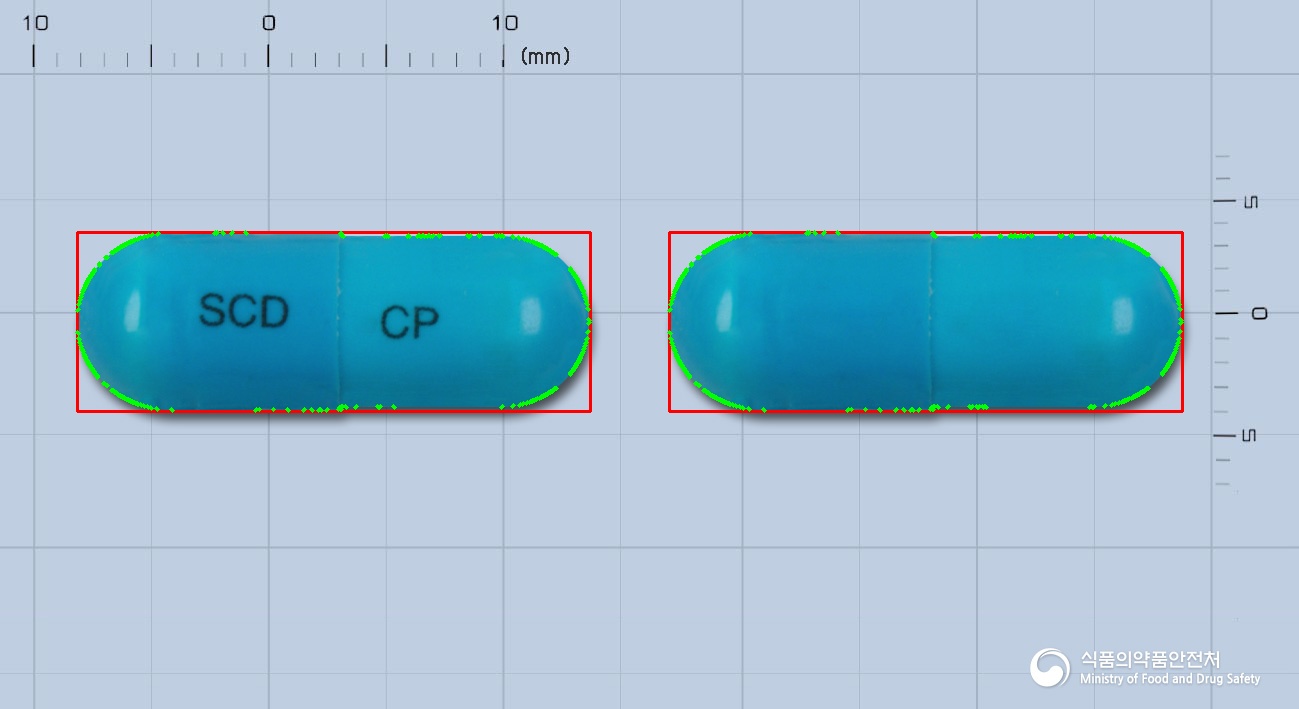 10 0 10
(mm)
5
SCD CP
0
5
식품의약품안전처
Ministry of Food and Drug Safety